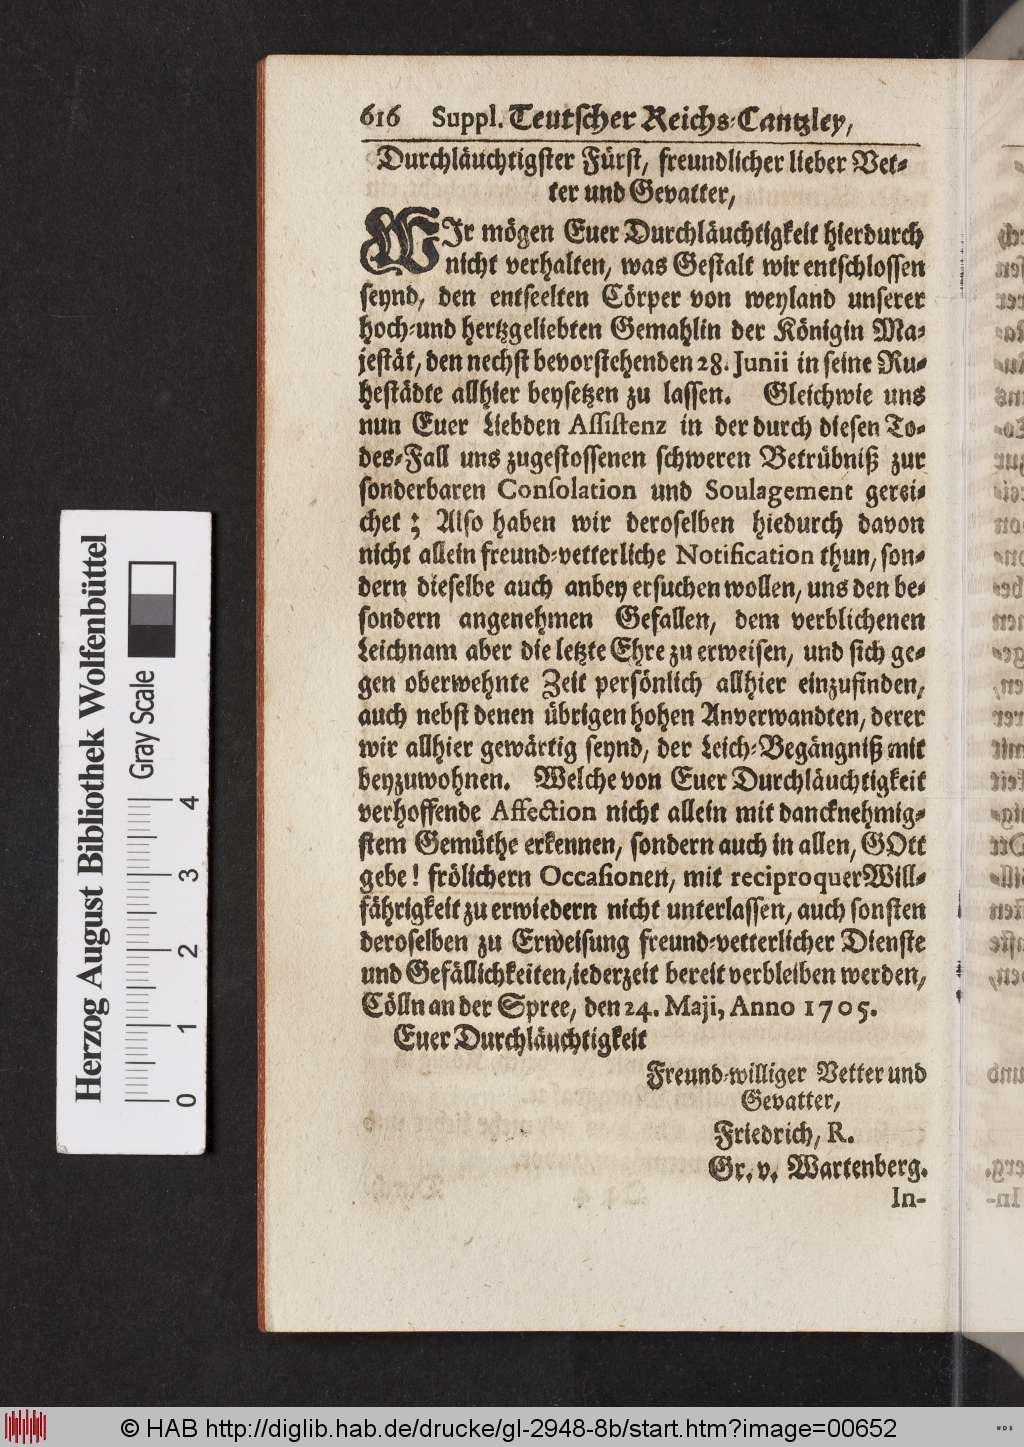 616 Suppl. Teutscher Reichs-Cantzley,
Durchläuchtigster Fürst, freundlicher lieber Vet-
ter und Gevatter,
WIr mögen Euer Durchläuchtigkeit hierdurch
nicht verhalten, was Gestalt wir entschlossen
seynd, den entseelten Cörper von weyland unserer
hoch-und hertzgeliebten Gemahlin der Königin Ma-
jestät, den nechst bevorstehenden 28. Junii in seine Ru-
hestädte allhier beysetzen zu lassen. Gleichwie uns
nun Euer Liebden Assistenz in der durch diesen To-
des-Fall uns zugestossenen schweren Betrübniß zur
sonderbaren Consolation und Soulagement gerei-
chet; Also haben wir deroselben hiedurch davon
nicht allein freund-vetterliche Notification thun, son-
dern dieselbe auch anbey ersuchen wollen, uns den be-
sondern angenehmen Gefallen, dem verblichenen
Leichnam aber die letzte Ehre zu erweisen, und sich ge-
gen oberwehnte Zeit persönlich allhier einzufinden,
auch nebst denen übrigen hohen Anverwandten, derer
wir allhier gewärtig seynd, der Leich-Begängniß mit
beyzuwohnen. Welche von Euer Durchläuchtigkeit
verhoffende Affection nicht allein mit dancknehmig-
stem Gemüthe erkennen, sondern auch in allen, GOtt
gebe! frölichern Occasionen, mit reciproquer Will-
fährigkeit zu erwiedern nicht unterlassen, auch sonsten
deroselben zu Erweisung freund-vetterlicher Dienste
und Gefälligkeiten, iederzeit bereit verbleiben werden,
Cölln an der Spree, den 24. Maji, Anno 1705.
Euer Durchläuchtigkeit
Freund-williger Vetter und
Gevatter,
Friedrich, R.
Gr. v. Wartenberg.
In-
Herzog August Bibliothek Wolfenbüttel
Gray Scale
0 1 2 3 4
© HAB http://diglib.hab.de/drucke/gl-2948-8b/start.htm?image=00652